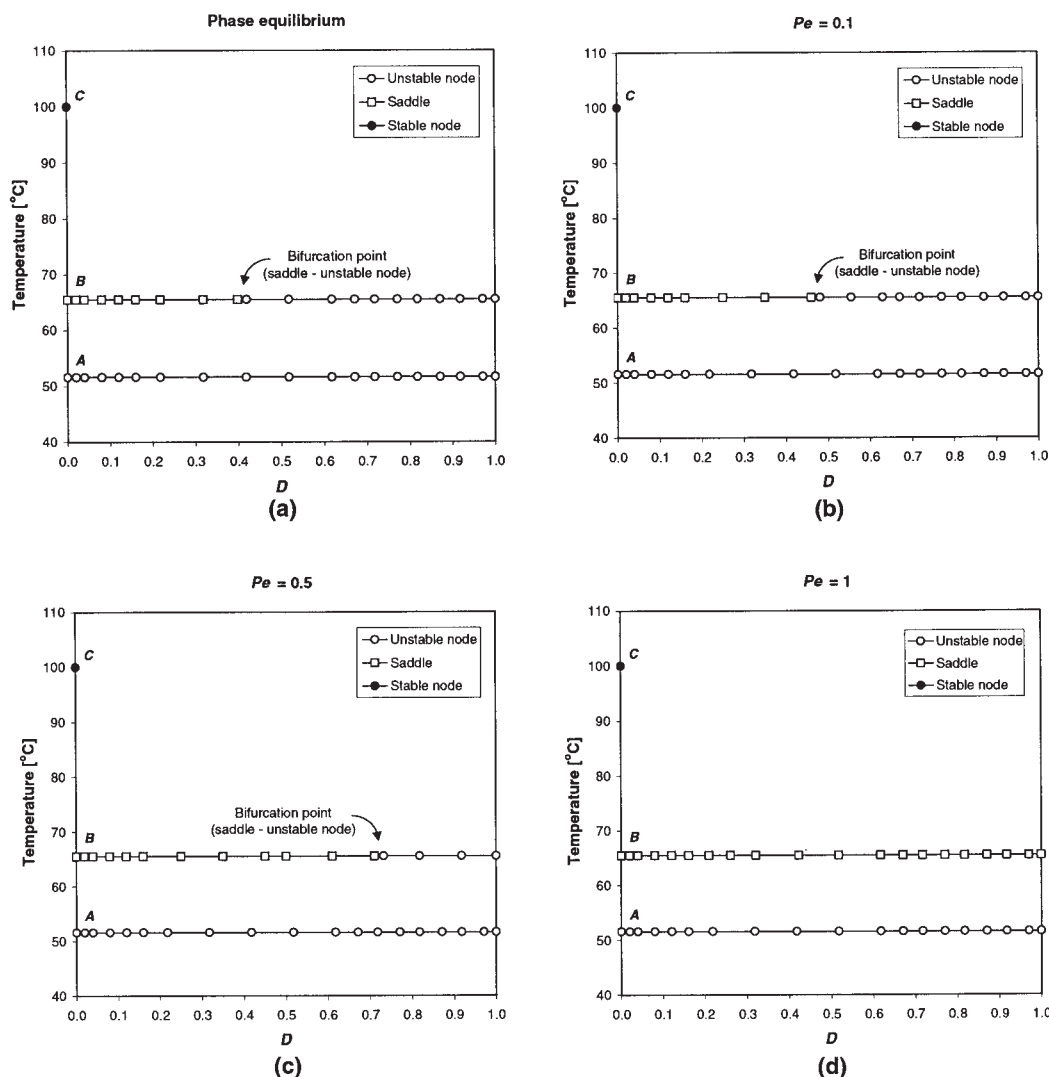 Phase equilibrium
110
100
90
80
70
60
50
40
Temperature [°C]
C
B
A
Unstable node
Saddle
Stable node
Bifurcation point
(saddle - unstable node)
0.0 0.1 0.2 0.3 0.4 0.5 0.6 0.7 0.8 0.9 1.0
D
(a)
Pe = 0.1
110
100
90
80
70
60
50
40
Temperature [°C]
C
B
A
Unstable node
Saddle
Stable node
Bifurcation point
(saddle - unstable node)
0.0 0.1 0.2 0.3 0.4 0.5 0.6 0.7 0.8 0.9 1.0
D
(b)
Pe = 0.5
110
100
90
80
70
60
50
40
Temperature [°C]
C
B
A
Unstable node
Saddle
Stable node
Bifurcation point
(saddle - unstable node)
0.0 0.1 0.2 0.3 0.4 0.5 0.6 0.7 0.8 0.9 1.0
D
(c)
Pe = 1
110
100
90
80
70
60
50
40
Temperature [°C]
C
B
A
Unstable node
Saddle
Stable node
0.0 0.1 0.2 0.3 0.4 0.5 0.6 0.7 0.8 0.9 1.0
D
(d)